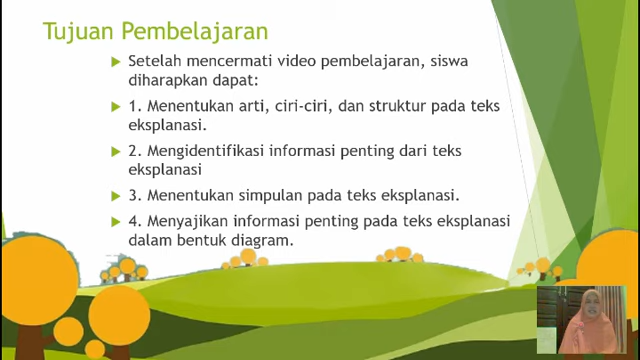 Tujuan Pembelajaran
Setelah mencermati video pembelajaran, siswa
diharapkan dapat:
1. Menentukan arti, ciri-ciri, dan struktur pada teks
eksplanasi.
2. Mengidentifikasi informasi penting dari teks
eksplanasi
3. Menentukan simpulan pada teks eksplanasi.
4. Menyajikan informasi penting pada teks eksplanasi
dalam bentuk diagram.